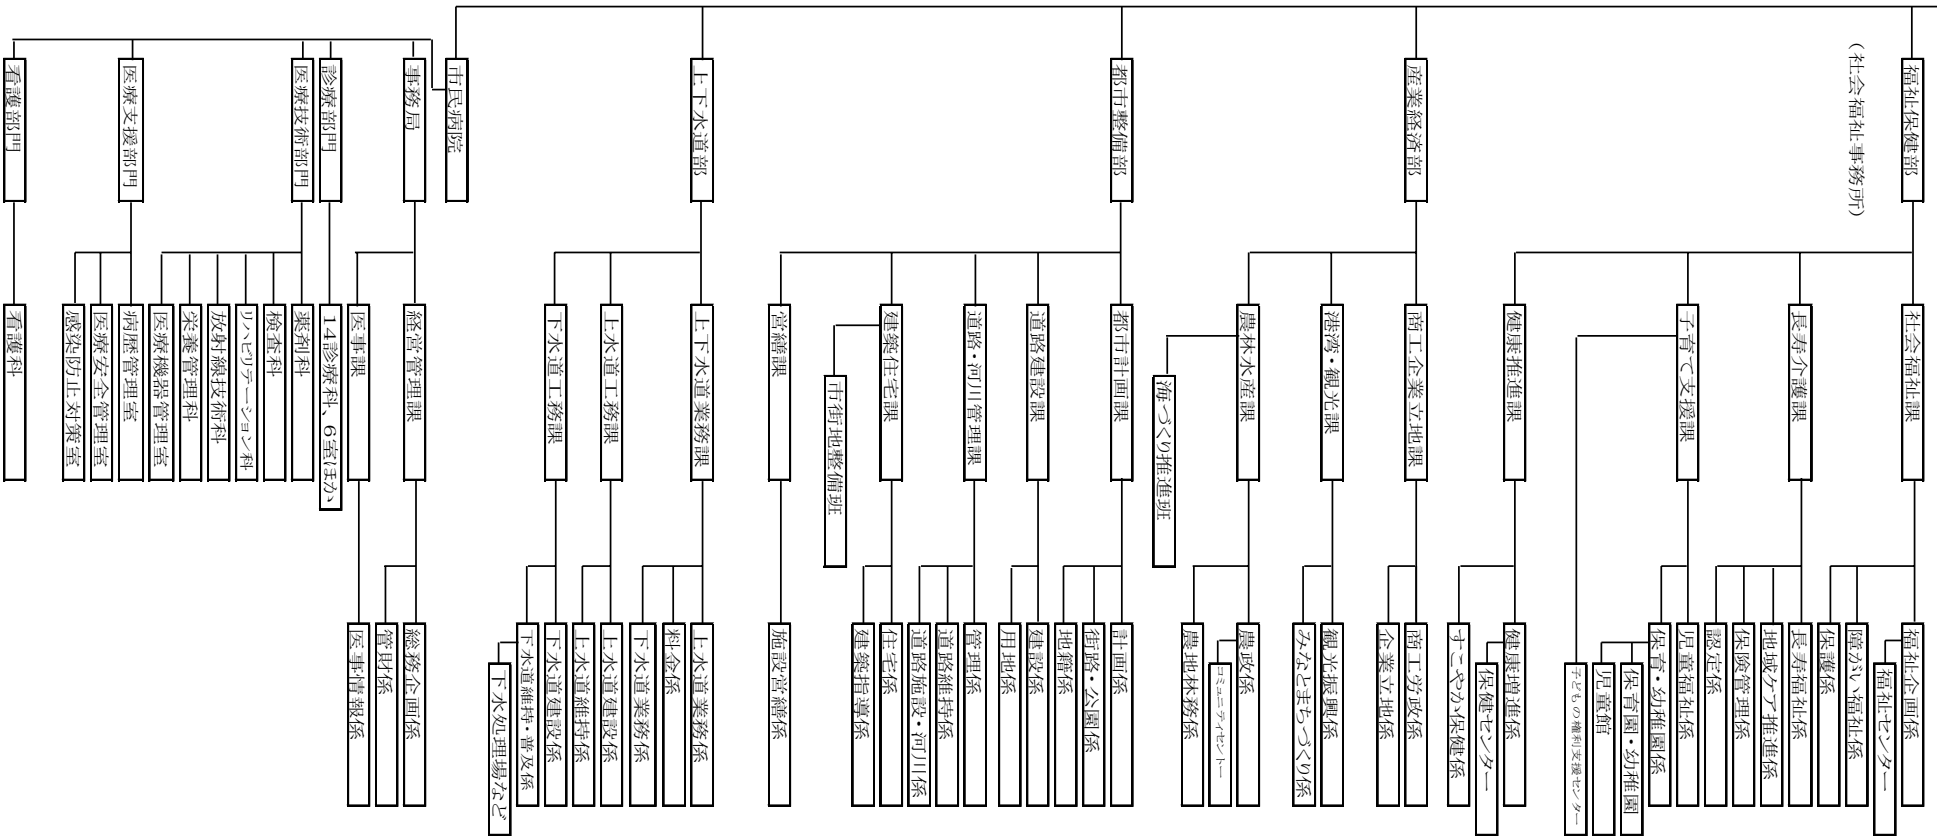 福祉保健部
(社会福祉事務所)
社会福祉課
福祉企画係
福祉センター
障がい福祉係
保護係
長寿介護課
長寿福祉係
地域ケア推進係
保険管理係
認定係
子育て支援課
児童福祉係
保育・幼稚園係
保育園・幼稚園
児童館
子どもの権利支援センター
健康推進課
健康増進係
保健センター
すこやか保健係
産業経済部
商工企業立地課
商工労政係
企業立地係
港湾・観光課
観光振興係
みなとまちづくり係
農林水産課
農政係
コミュニティセンター
農地林務係
海づくり推進班
都市整備部
都市計画課
計画係
街路・公園係
地籍係
道路建設課
建設係
用地係
道路・河川管理課
管理係
道路維持係
道路施設・河川係
建築住宅課
住宅係
建築指導係
市街地整備班
営繕課
施設営繕係
上下水道部
上下水道業務課
上水道業務係
料金係
下水道業務係
上水道工務課
上水道建設係
上水道維持係
下水道工務課
下水道建設係
下水道維持・普及係
下水処理場など
市民病院
事務局
経営管理課
総務企画係
管財係
医事課
医事情報係
診療部門
14診療科、6室ほか
医療技術部門
薬剤科
検査科
リハビリテーション科
放射線技術科
栄養管理科
医療機器管理室
医療支援部門
病歴管理室
医療安全管理室
感染防止対策室
看護部門
看護科